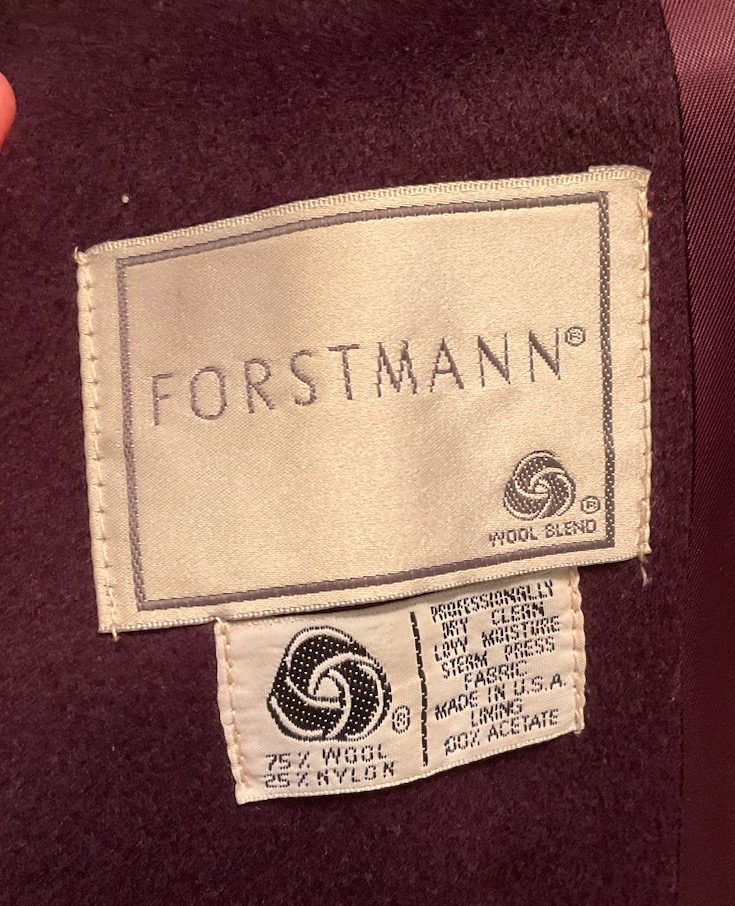 FORSTMANN®
®
WOOL BLEND
®
75% WOOL
25% NYLON
PROFESSIONALLY
DRY CLEAN
LOW MOISTURE
STEAM PRESS
FABRIC
MADE IN U.S.A.
LINING
100% ACETATE